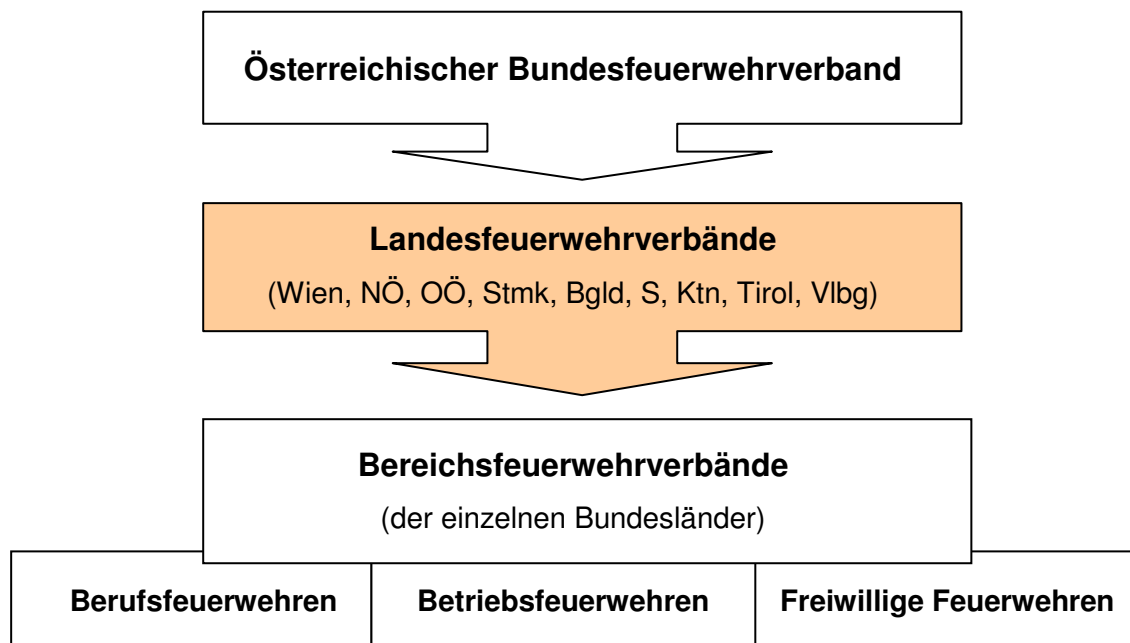 Österreichischer Bundesfeuerwehrverband
Landesfeuerwehrverbände
(Wien, NÖ, OÖ, Stmk, Bgld, S, Ktn, Tirol, Vlbg)
Bereichsfeuerwehrverbände
(der einzelnen Bundesländer)
Berufsfeuerwehren
Betriebsfeuerwehren
Freiwillige Feuerwehren